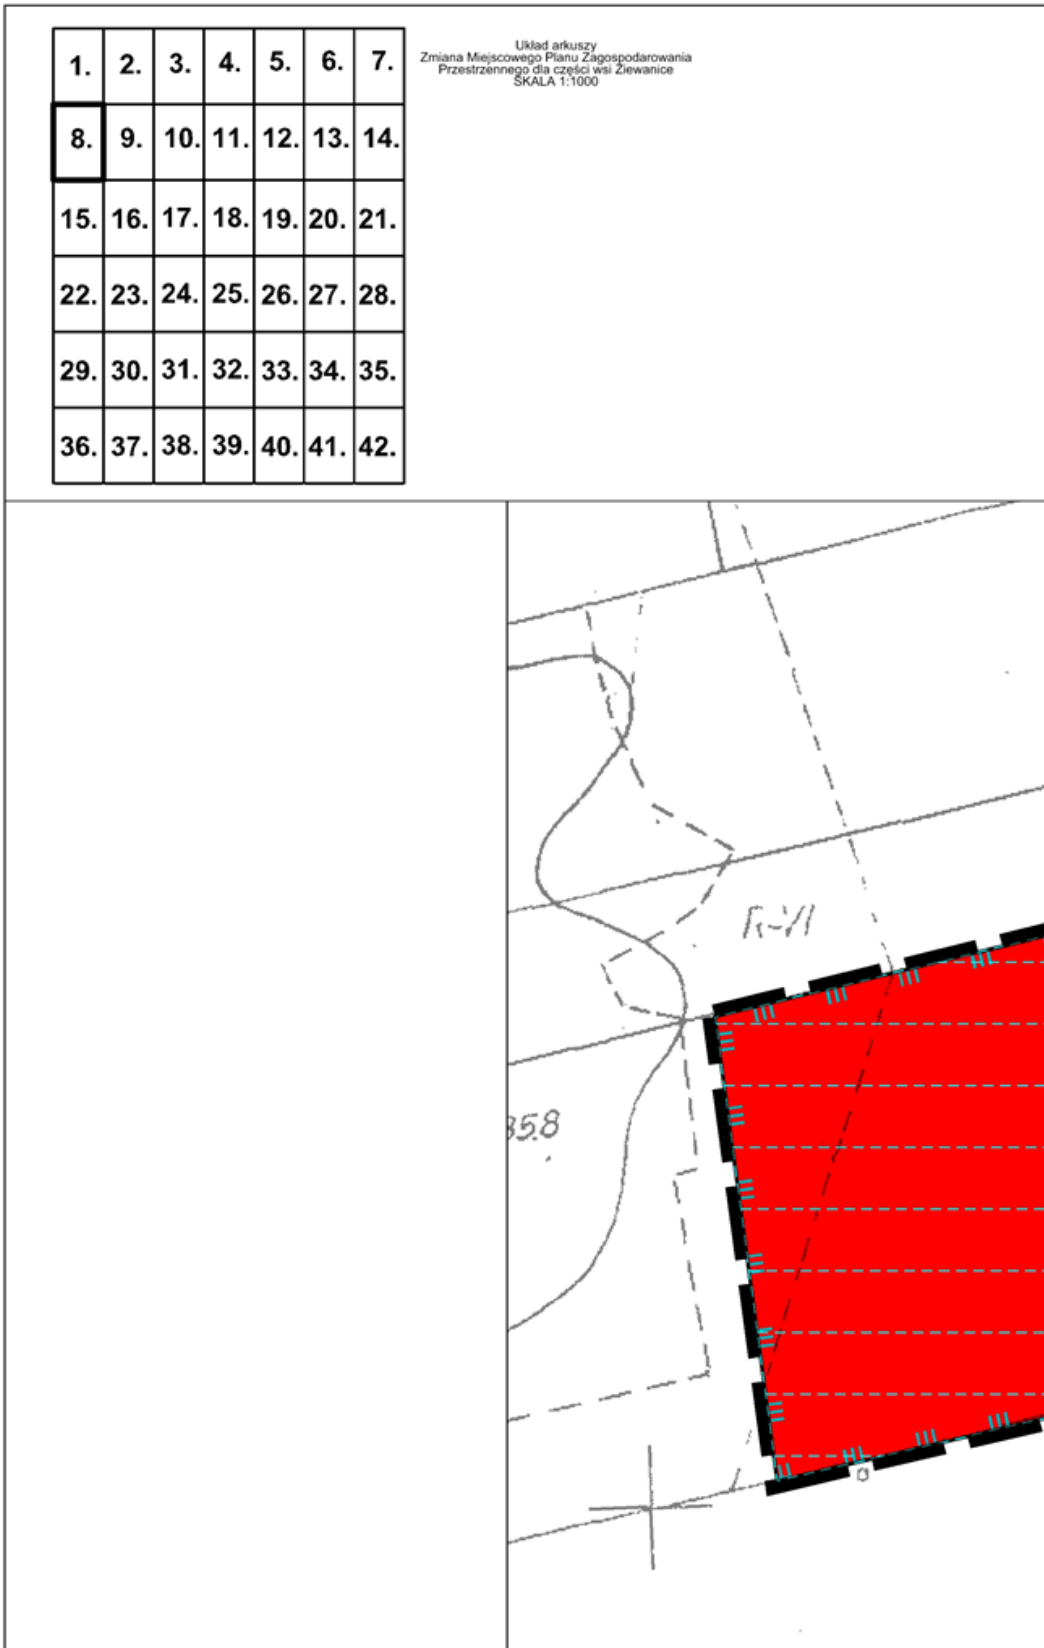 1. 2. 3. 4. 5. 6. 7.
8. 9. 10. 11. 12. 13. 14.
15. 16. 17. 18. 19. 20. 21.
22. 23. 24. 25. 26. 27. 28.
29. 30. 31. 32. 33. 34. 35.
36. 37. 38. 39. 40. 41. 42.
Układ arkuszy
Zmiana Miejscowego Planu Zagospodarowania
Przestrzennego dla części wsi Ziewanice
SKALA 1:1000
R-VI